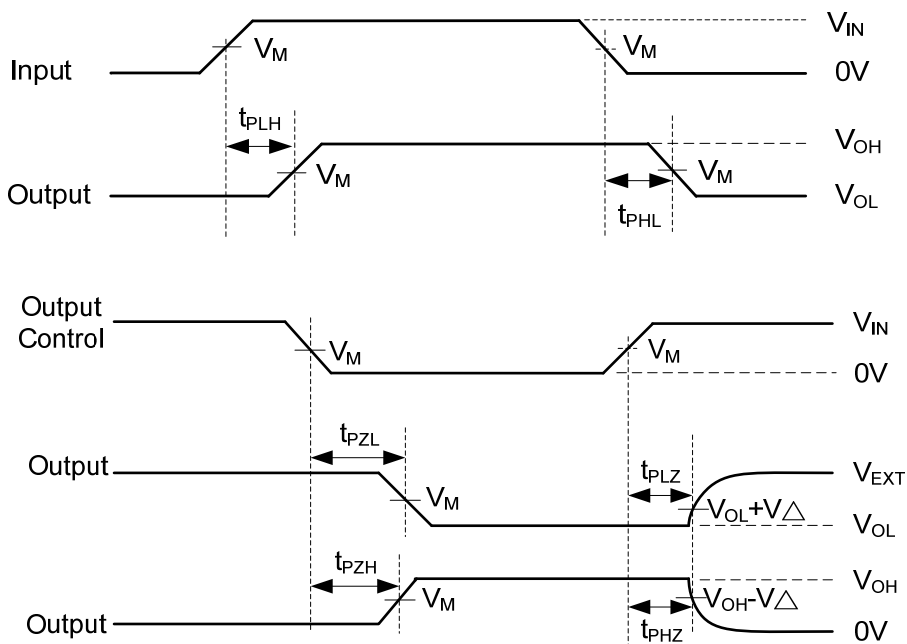 VIN
VM
VM
Input
0V
tPLH
VOH
VM
VM
Output
VOL
tPHL
Output
Control
VIN
VM
VM
0V
tPZL
Output
tPLZ
VEXT
VM
VOL+V△
VOL
tPZH
VOH
VM
VOH-V△
Output
tPHZ
0V